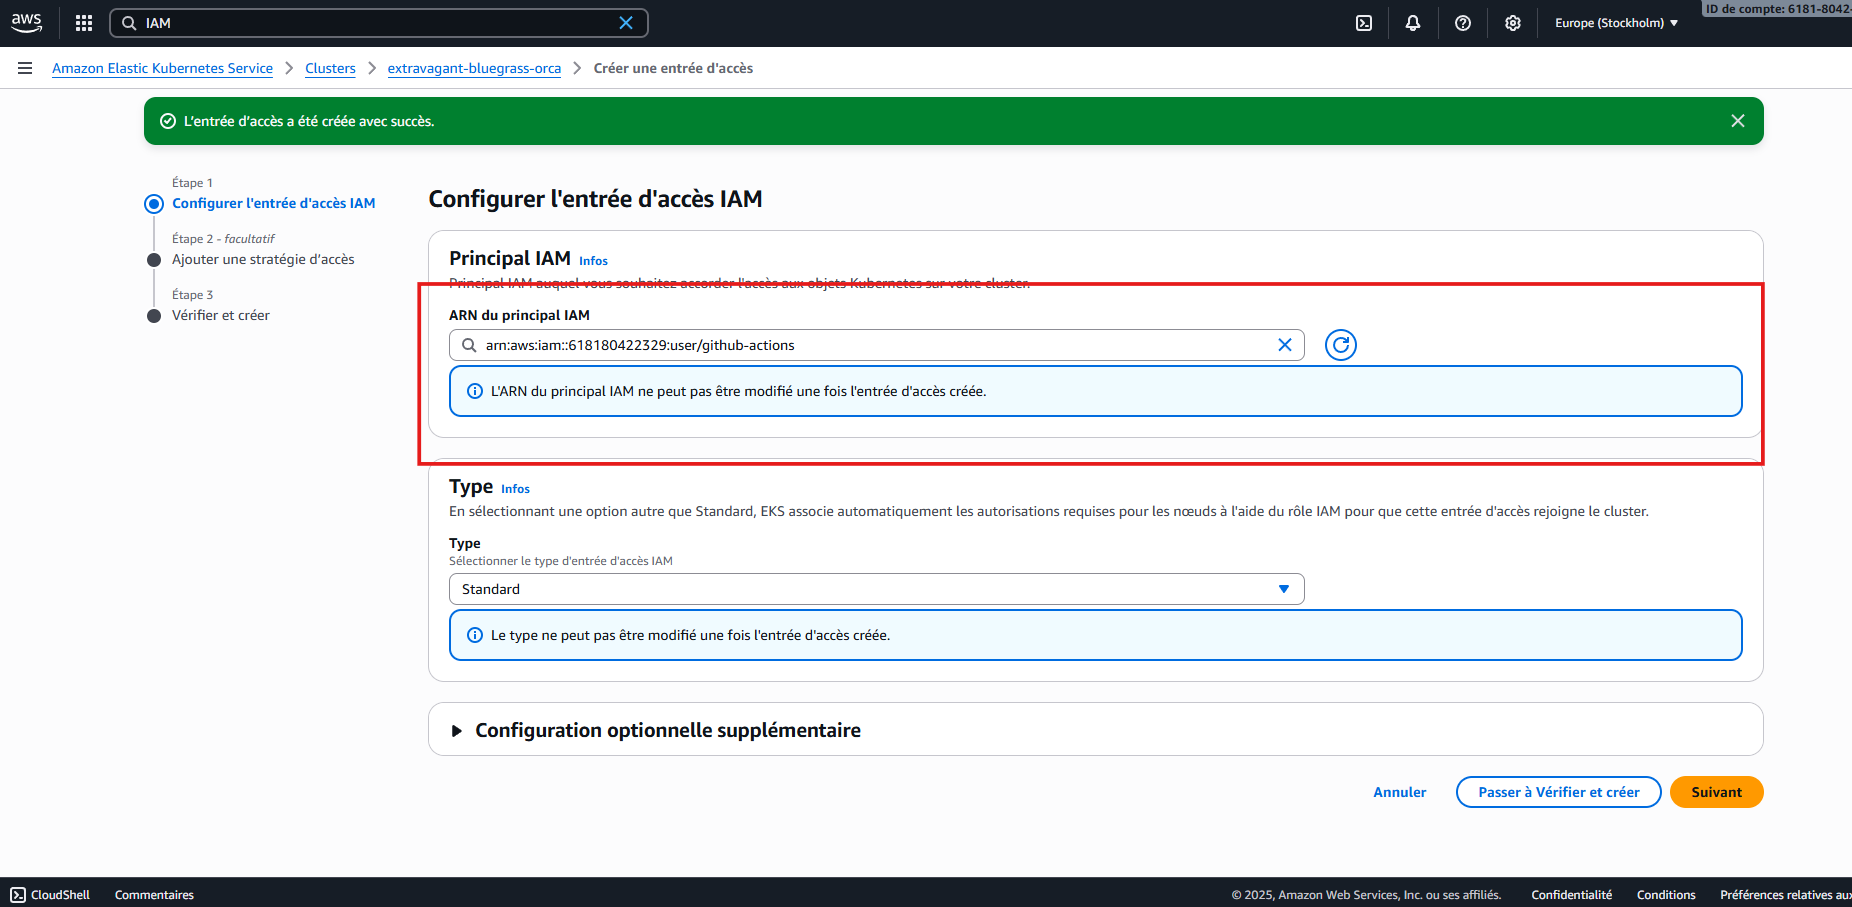 aws
IAM
Europe (Stockholm)
ID de compte: 6181-8042-
Amazon Elastic Kubernetes Service
Clusters
extravagant-bluegrass-orca
Créer une entrée d'accès
L'entrée d'accès a été créée avec succès.
Étape 1
Configurer l'entrée d'accès IAM
Étape 2 - facultatif
Ajouter une stratégie d'accès
Étape 3
Vérifier et créer
Configurer l'entrée d'accès IAM
Principal IAM Infos
Principal IAM auquel vous souhaitez accorder l'accès aux objets Kubernetes sur votre cluster.
ARN du principal IAM
arn:aws:iam::618180422329:user/github-actions
L'ARN du principal IAM ne peut pas être modifié une fois l'entrée d'accès créée.
Type Infos
En sélectionnant une option autre que Standard, EKS associe automatiquement les autorisations requises pour les nœuds à l'aide du rôle IAM pour que cette entrée d'accès rejoigne le cluster.
Type
Sélectionner le type d'entrée d'accès IAM
Standard
Le type ne peut pas être modifié une fois l'entrée d'accès créée.
Configuration optionnelle supplémentaire
Annuler
Passer à Vérifier et créer
Suivant
CloudShell
Commentaires
© 2025, Amazon Web Services, Inc. ou ses affiliés.
Confidentialité
Conditions
Préférences relatives aux